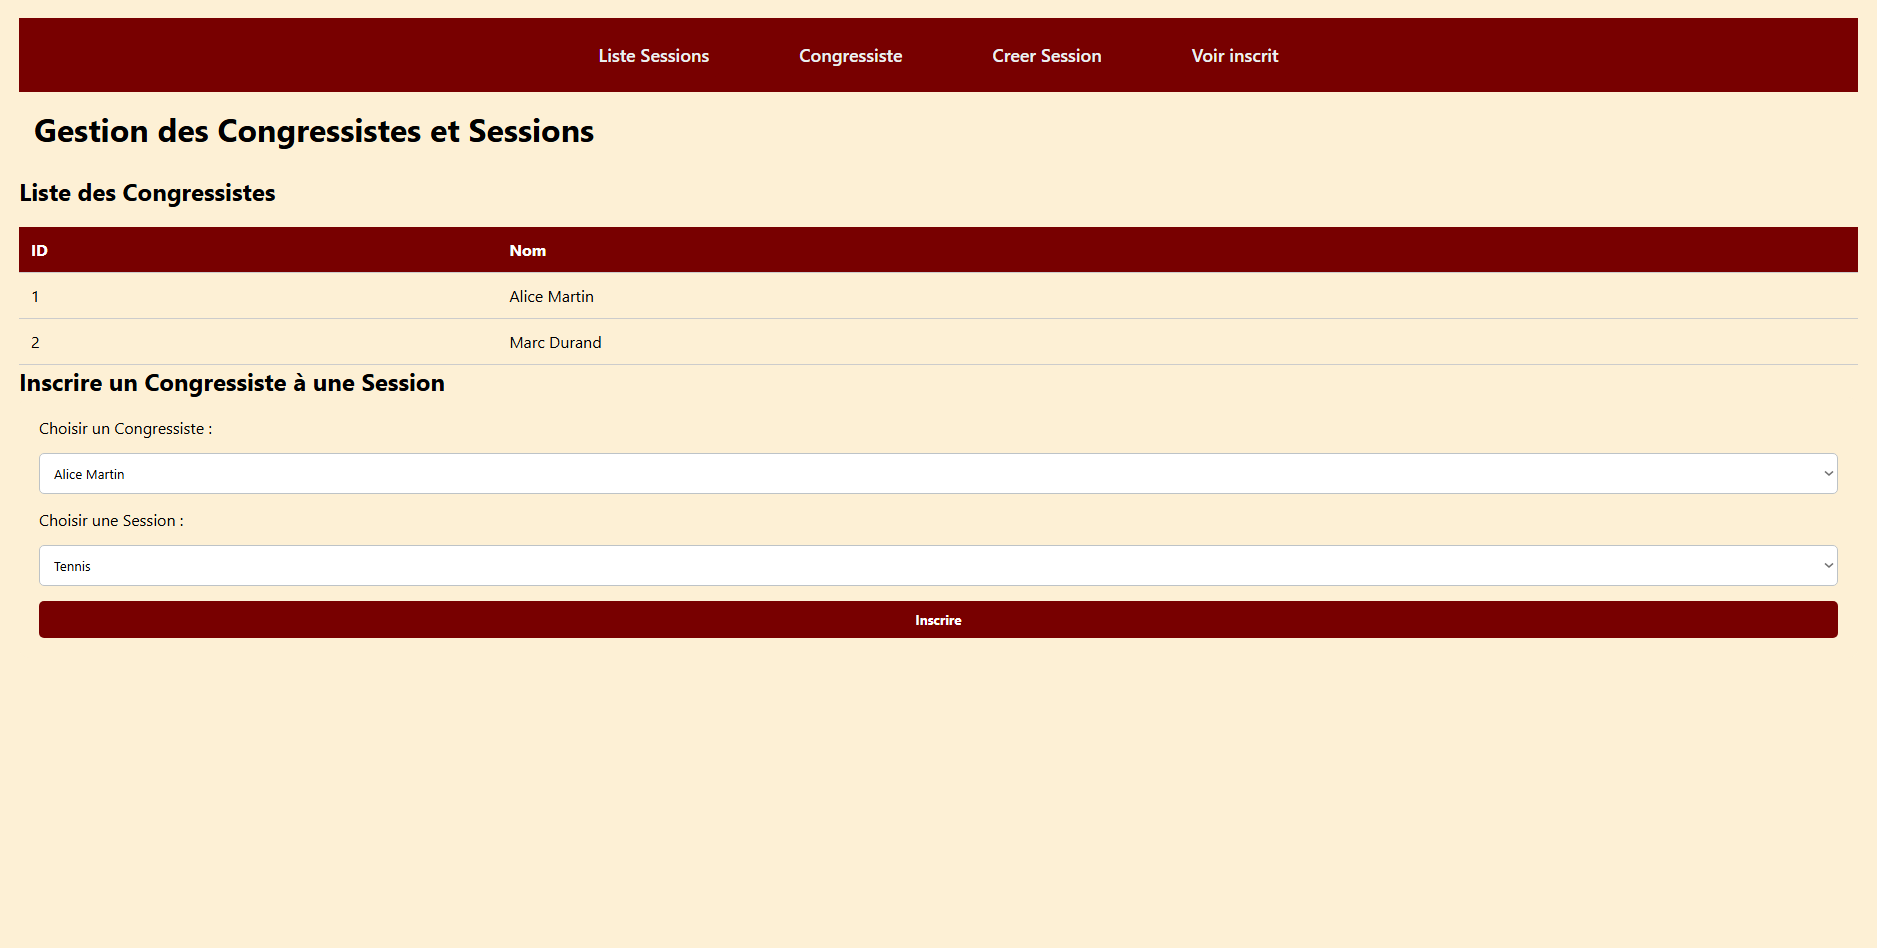 Liste Sessions Congressiste Creer Session Voir inscrit
Gestion des Congressistes et Sessions
Liste des Congressistes
ID Nom
1 Alice Martin
2 Marc Durand
Inscrire un Congressiste à une Session
Choisir un Congressiste :
Alice Martin
Choisir une Session :
Tennis
Inscrire